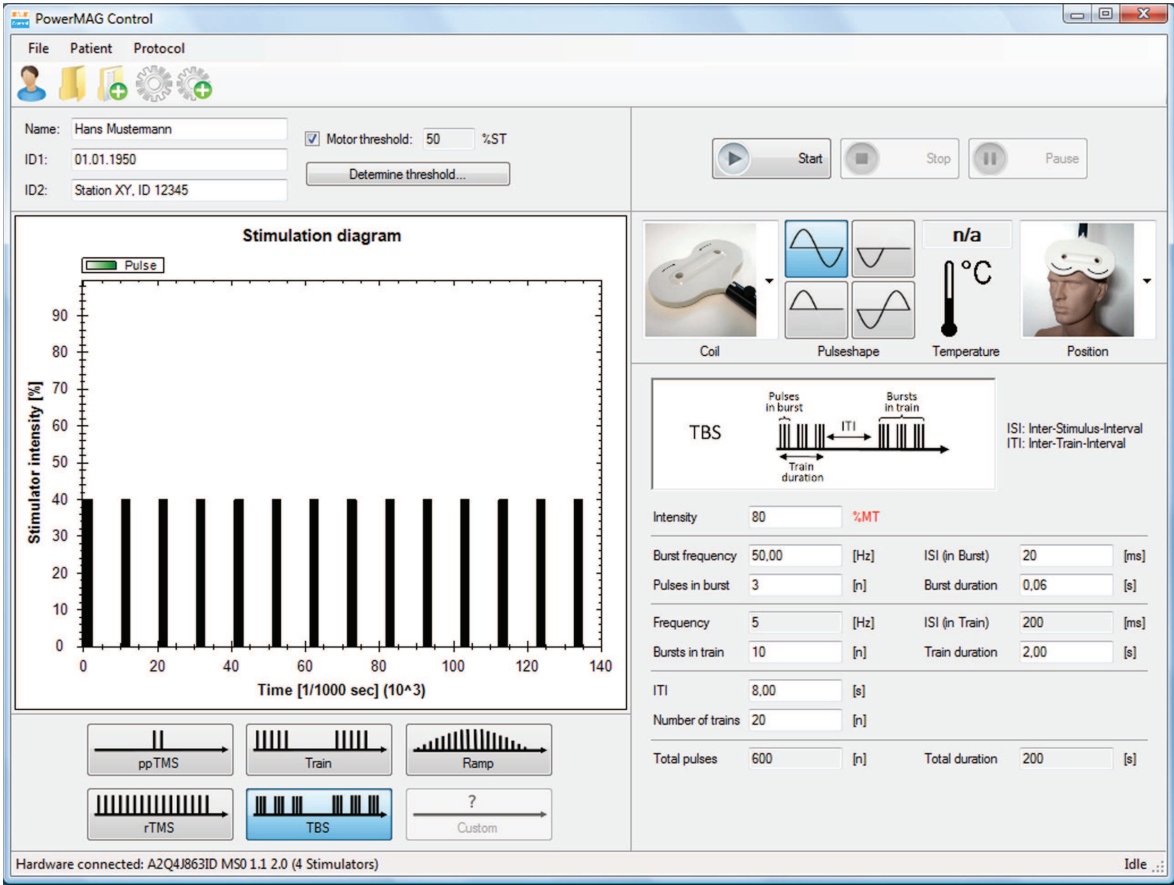 PowerMAG Control
File Patient Protocol
Name: Hans Mustermann
ID1: 01.01.1950
ID2: Station XY, ID 12345
Motor threshold: 50 %ST
Determine threshold...
Start Stop Pause
Stimulation diagram
Pulse
Stimulator intensity [%]
90
80
70
60
50
40
30
20
10
0
0 20 40 60 80 100 120 140
Time [1/1000 sec] (10^3)
n/a
°C
Coil Pulseshape Temperature Position
TBS
Pulses
in burst
Bursts
in train
ITI
Train
duration
ISI: Inter-Stimulus-Interval
ITI: Inter-Train-Interval
Intensity 80 %MT
Burst frequency 50,00 [Hz] ISI (in Burst) 20 [ms]
Pulses in burst 3 [n] Burst duration 0,06 [s]
Frequency 5 [Hz] ISI (in Train) 200 [ms]
Bursts in train 10 [n] Train duration 2,00 [s]
ITI 8,00 [s]
Number of trains 20 [n]
Total pulses 600 [n] Total duration 200 [s]
ppTMS Train Ramp
?
rTMS TBS Custom
Hardware connected: A2Q4J863ID MS0 1.1 2.0 (4 Stimulators) Idle